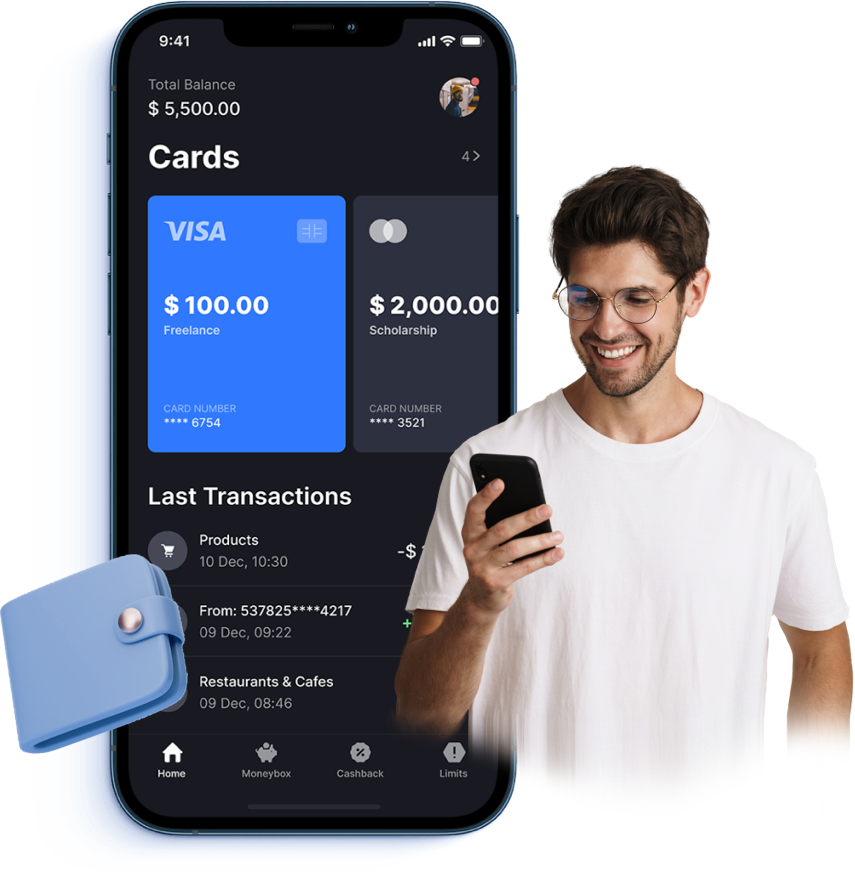 9:41
Total Balance
$ 5,500.00
Cards
4
VISA
$ 100.00
Freelance
CARD NUMBER
**** 6754
$ 2,000.00
Scholarship
CARD NUMBER
**** 3521
Last Transactions
Products
-$
10 Dec, 10:30
From: 537825****4217
+
09 Dec, 09:22
Restaurants & Cafes
09 Dec, 08:46
Home
Moneybox
Cashback
Limits